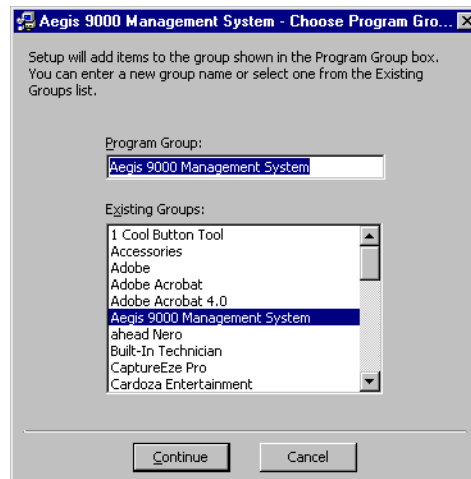 Aegis 9000 Management System - Choose Program Gro...
Setup will add items to the group shown in the Program Group box.
You can enter a new group name or select one from the Existing
Groups list.
Program Group:
Aegis 9000 Management System
Existing Groups:
1 Cool Button Tool
Accessories
Adobe
Adobe Acrobat
Adobe Acrobat 4.0
Aegis 9000 Management System
ahead Nero
Built-In Technician
CaptureEze Pro
Cardoza Entertainment
Continue Cancel